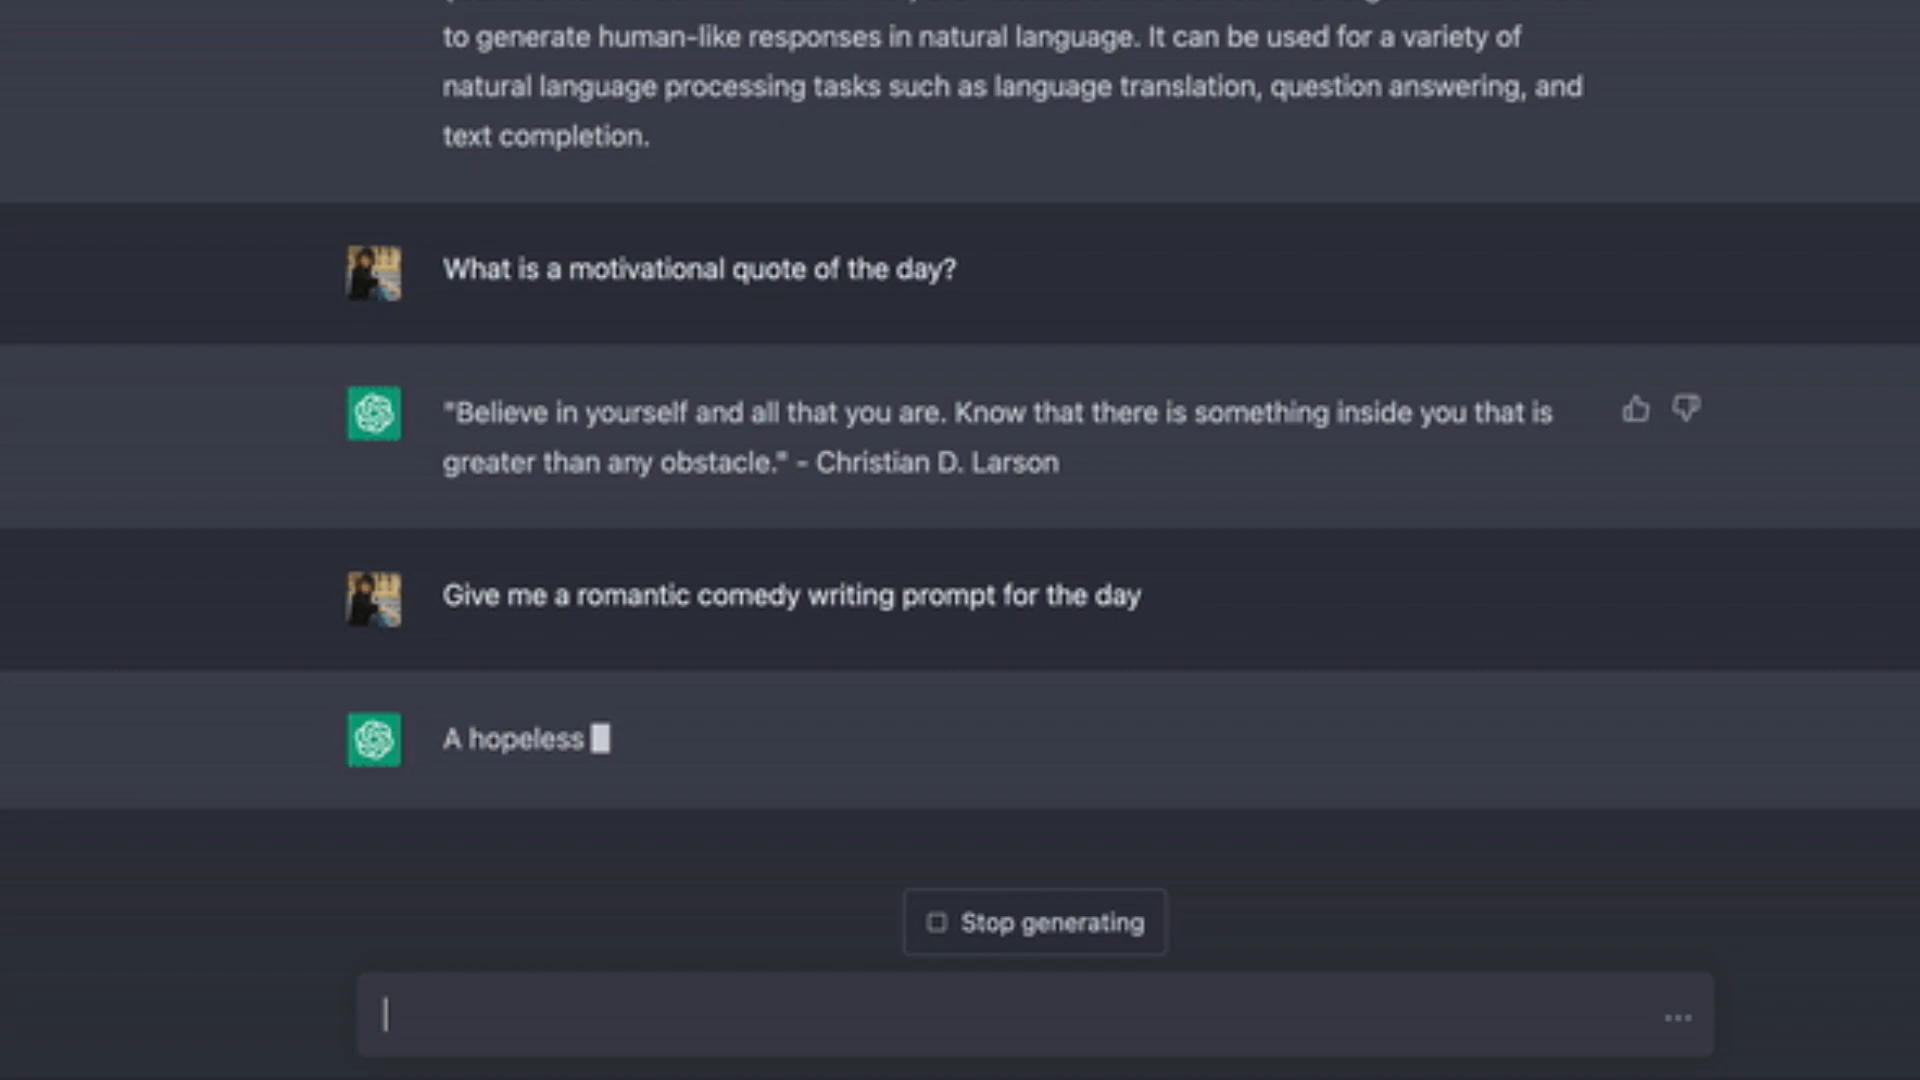 to generate human-like responses in natural language. It can be used for a variety of
natural language processing tasks such as language translation, question answering, and
text completion.
What is a motivational quote of the day?
"Believe in yourself and all that you are. Know that there is something inside you that is
greater than any obstacle." - Christian D. Larson
Give me a romantic comedy writing prompt for the day
A hopeless
Stop generating